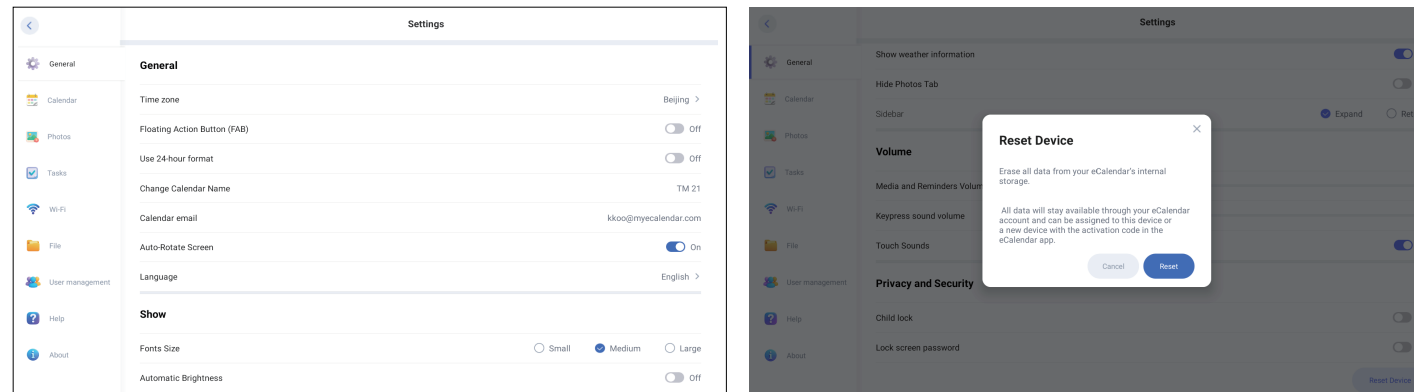 Settings
General
Calendar
Photos
Tasks
Wi-Fi
File
User management
Help
About
General
Time zone Beijing
Floating Action Button (FAB) Off
Use 24-hour format Off
Change Calendar Name TM 21
Calendar email kkoo@myecalendar.com
Auto-Rotate Screen On
Language English
Show
Fonts Size Small Medium Large
Automatic Brightness Off
Settings
General
Calendar
Photos
Tasks
Wi-Fi
File
User management
Help
About
Show weather information
Hide Photos Tab
Sidebar Expand Ret
Volume
Media and Reminders Volum
Keypress sound volume
Touch Sounds
Privacy and Security
Child lock
Lock screen password
Reset Device
Reset Device
Erase all data from your eCalendar's internal
storage.
All data will stay available through your eCalendar
account and can be assigned to this device or
a new device with the activation code in the
eCalendar app.
Cancel Reset